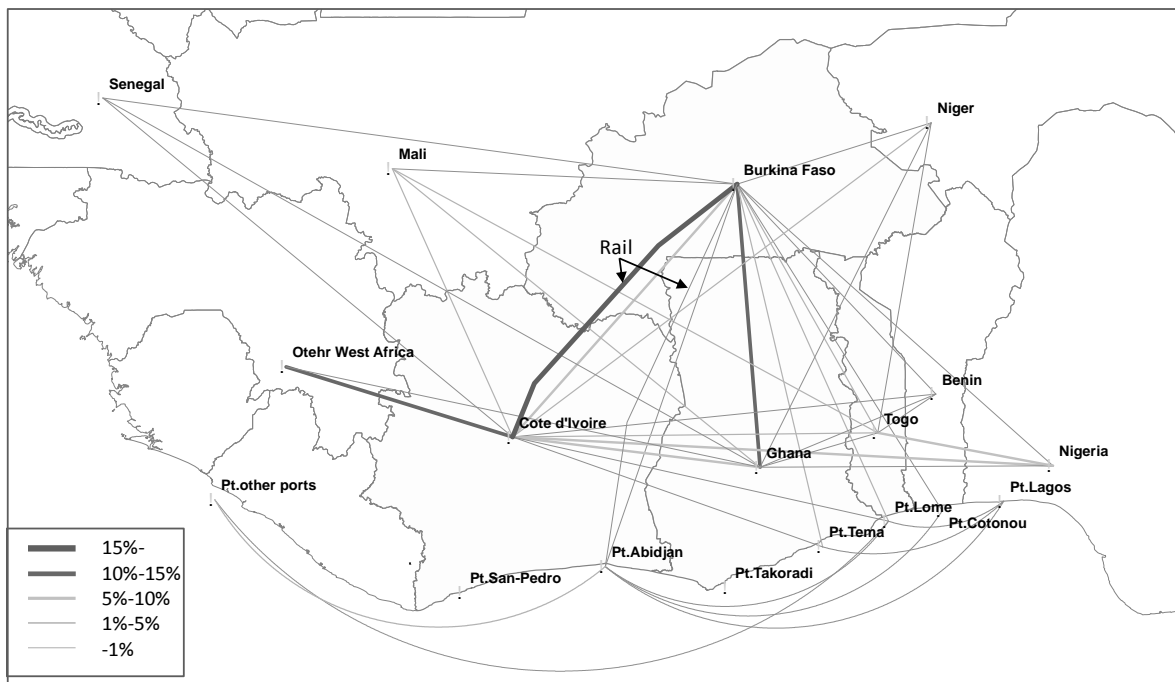 Senegal
Niger
Mali
Burkina Faso
Rail
Otehr West Africa
Benin
Cote d'Ivoire
Togo
Ghana
Nigeria
Pt.other ports
Pt.Lagos
Pt.Lome
Pt.Cotonou
Pt.Tema
Pt.Abidjan
Pt.San-Pedro
Pt.Takoradi
15%-
10%-15%
5%-10%
1%-5%
-1%